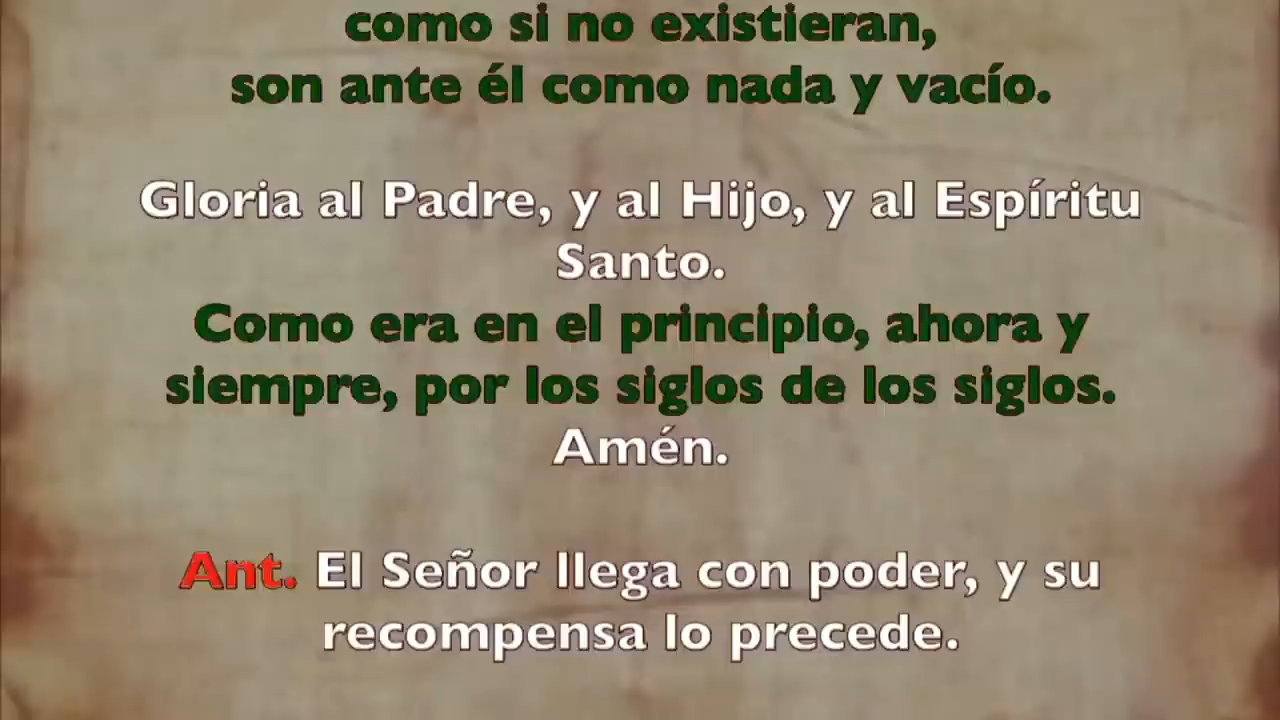 como si no existieran,
son ante él como nada y vacío.
Gloria al Padre, y al Hijo, y al Espíritu
Santo.
Como era en el principio, ahora y
siempre, por los siglos de los siglos.
Amén.
Ant. El Señor llega con poder, y su
recompensa lo precede.